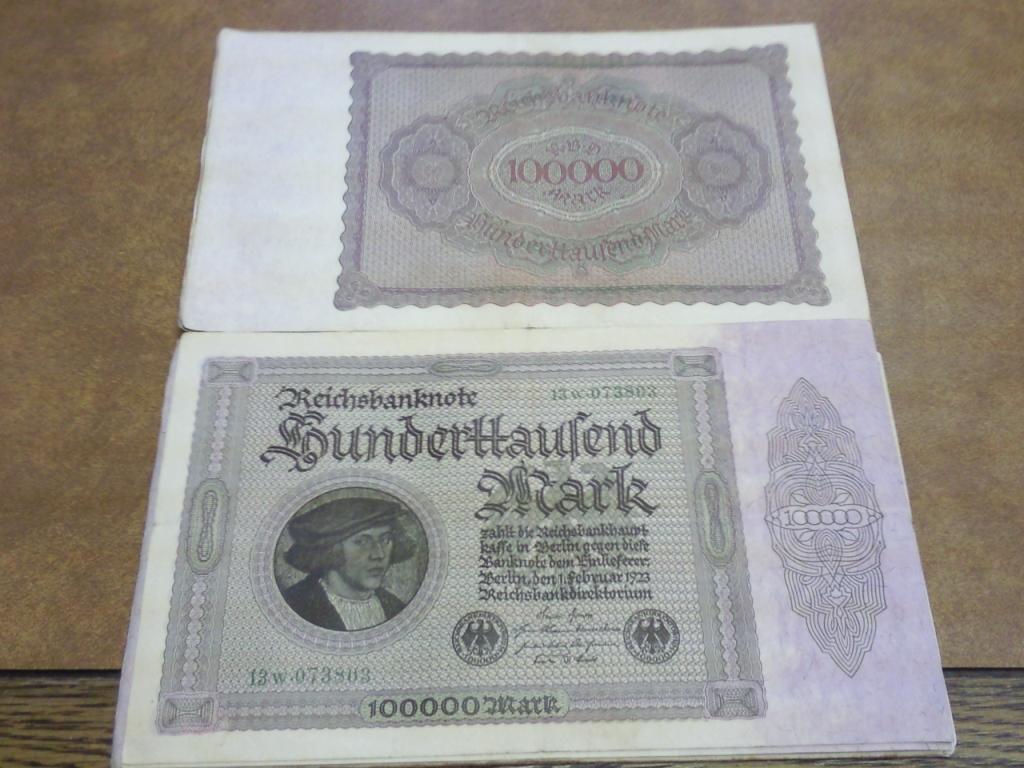 Reichsbanknote
R.B.D
100000
Mark
Hunderttausend Mark
Reichsbanknote
13w·073803
Hunderttausend
Mark
zahlt die Reichsbankhaupt-
kasse in Berlin gegen diese
Banknote dem Einlieferer.
Berlin, den 1. Februar 1923
Reichsbankdirektorium
13w·073803
100000 Mark
100000